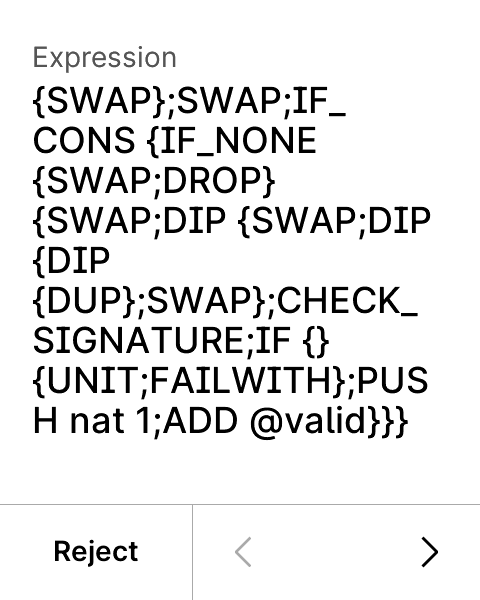 Expression
{SWAP};SWAP;IF_
CONS {IF_NONE
{SWAP;DROP}
{SWAP;DIP {SWAP;DIP
{DIP
{DUP};SWAP};CHECK_
SIGNATURE;IF {}
{UNIT;FAILWITH};PUS
H nat 1;ADD @valid}}}
Reject